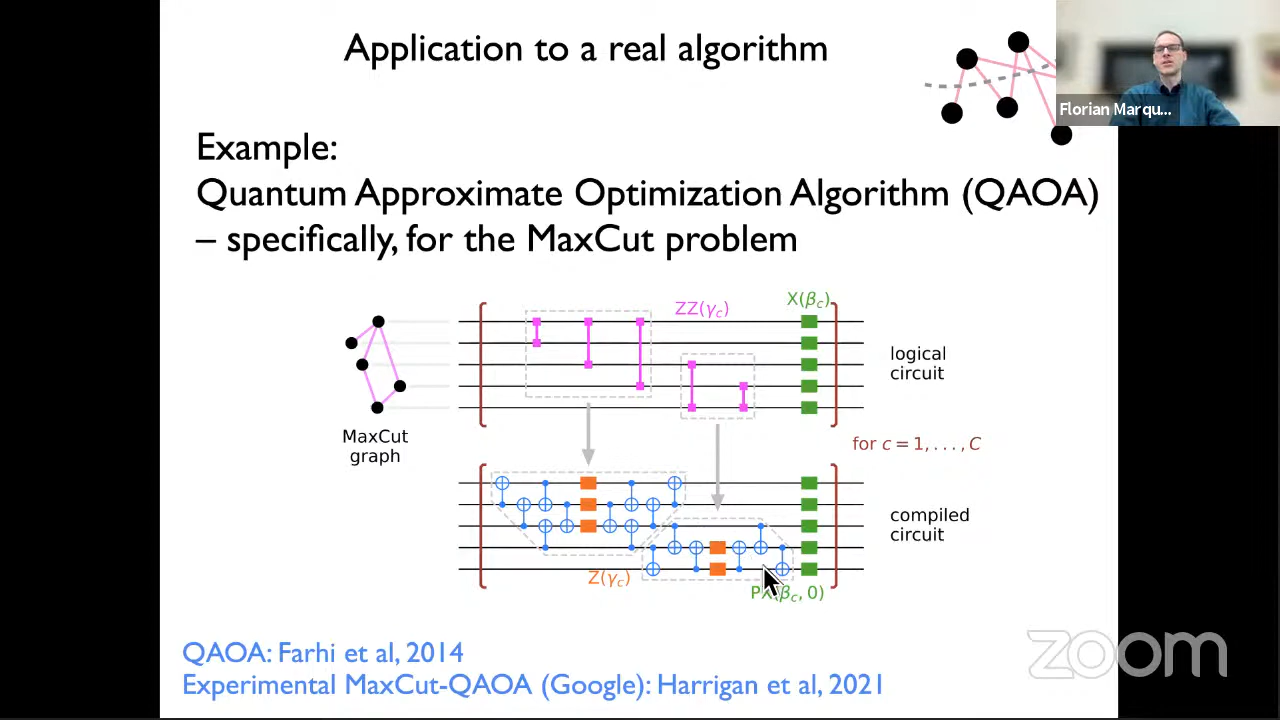 Application to a real algorithm
Florian Marqu...
Example:
Quantum Approximate Optimization Algorithm (QAOA)
– specifically, for the MaxCut problem
ZZ(γc)
X(βc)
logical
circuit
MaxCut
graph
for c = 1, . . . , C
compiled
circuit
Z(γc)
(βc, 0)
QAOA: Farhi et al, 2014
Experimental MaxCut-QAOA (Google): Harrigan et al, 2021
zoom